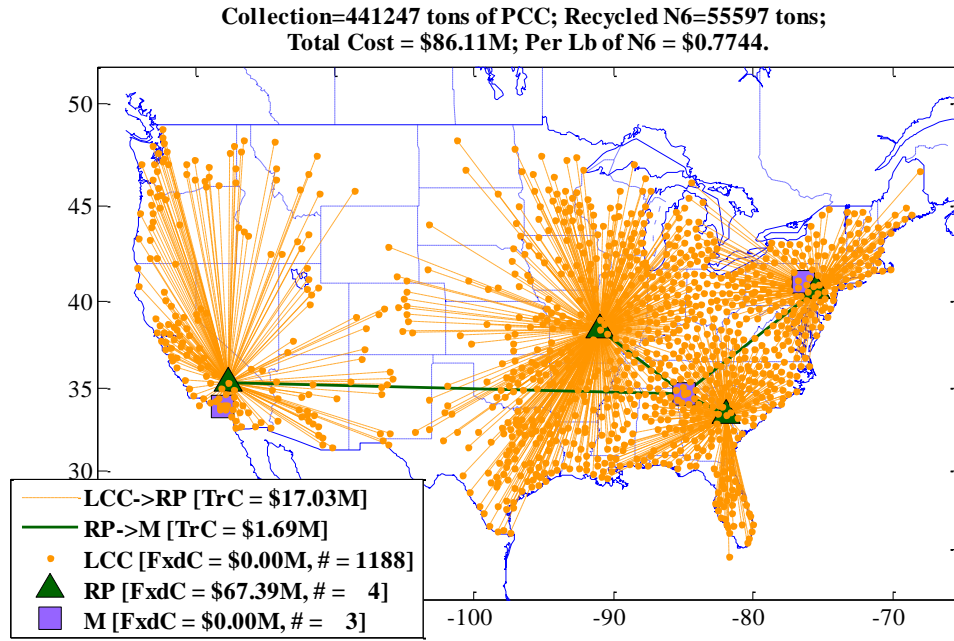 Collection=441247 tons of PCC; Recycled N6=55597 tons;
Total Cost = $86.11M; Per Lb of N6 = $0.7744.
50
45
40
35
30
LCC->RP [TrC = $17.03M]
RP->M [TrC = $1.69M]
LCC [FxdC = $0.00M, # = 1188]
RP [FxdC = $67.39M, # = 4]
M [FxdC = $0.00M, # = 3]
-100 -90 -80 -70